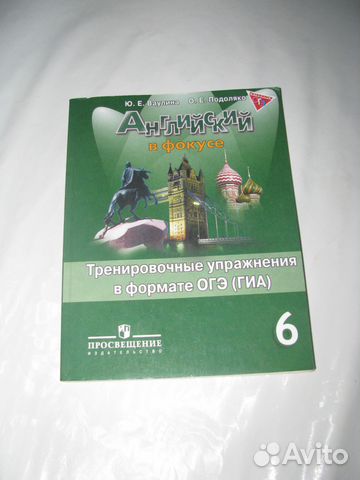 Ю. Е. Ваулина О. Е. Подоляко
Английский
в фокусе
Тренировочные упражнения
в формате ОГЭ (ГИА)
6
ПРОСВЕЩЕНИЕ
ИЗДАТЕЛЬСТВО
Avito